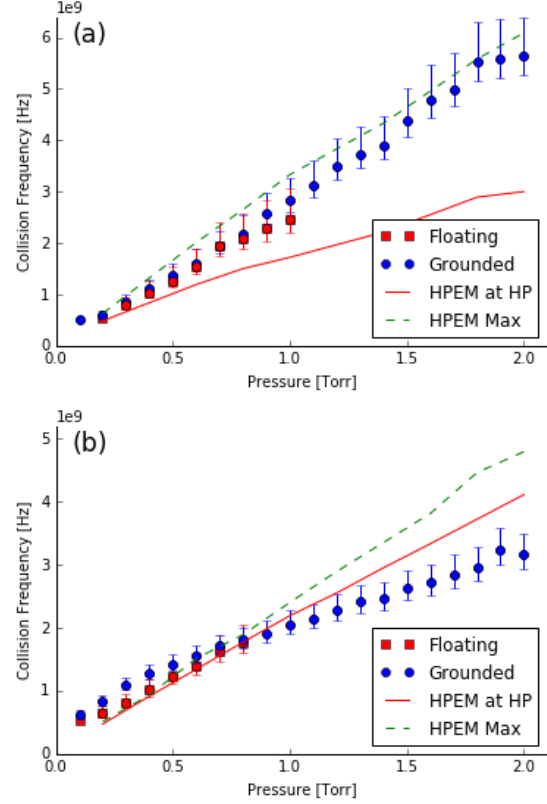 1e9
(a)
6
5
4
3
2
1
0
Collision Frequency [Hz]
Floating
Grounded
HPEM at HP
HPEM Max
0.0 0.5 1.0 1.5 2.0
Pressure [Torr]
1e9
(b)
5
4
3
2
1
0
Collision Frequency [Hz]
Floating
Grounded
HPEM at HP
HPEM Max
0.0 0.5 1.0 1.5 2.0
Pressure [Torr]